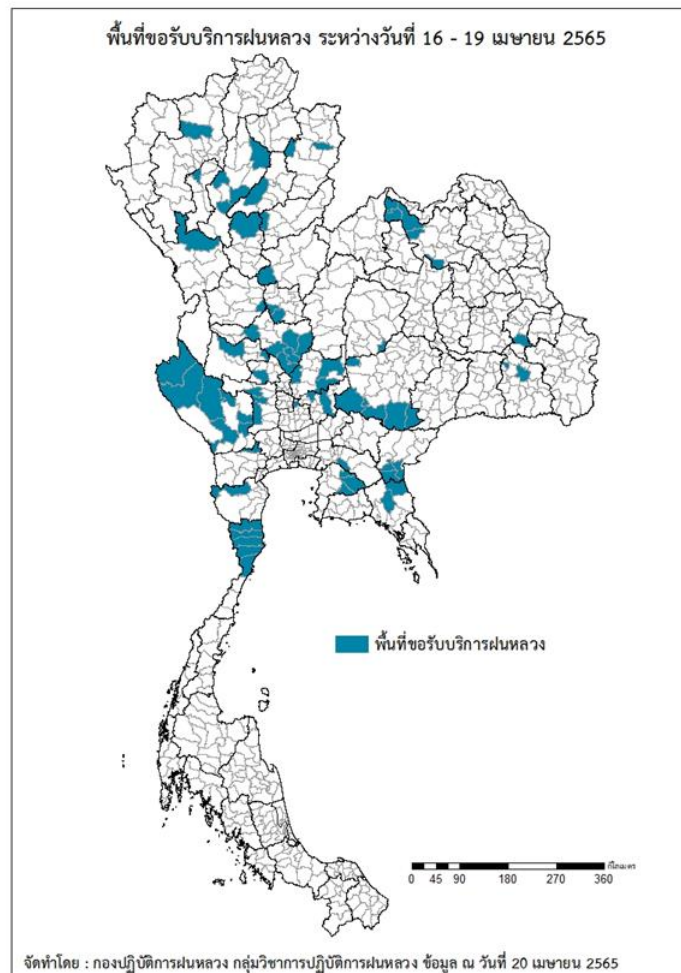 พื้นที่ขอรับบริการฝนหลวง ระหว่างวันที่ 16 - 19 เมษายน 2565
พื้นที่ขอรับบริการฝนหลวง
กิโลเมตร
0 45 90 180 270 360
จัดทำโดย : กองปฏิบัติการฝนหลวง กลุ่มวิชาการปฏิบัติการฝนหลวง ข้อมูล ณ วันที่ 20 เมษายน 2565